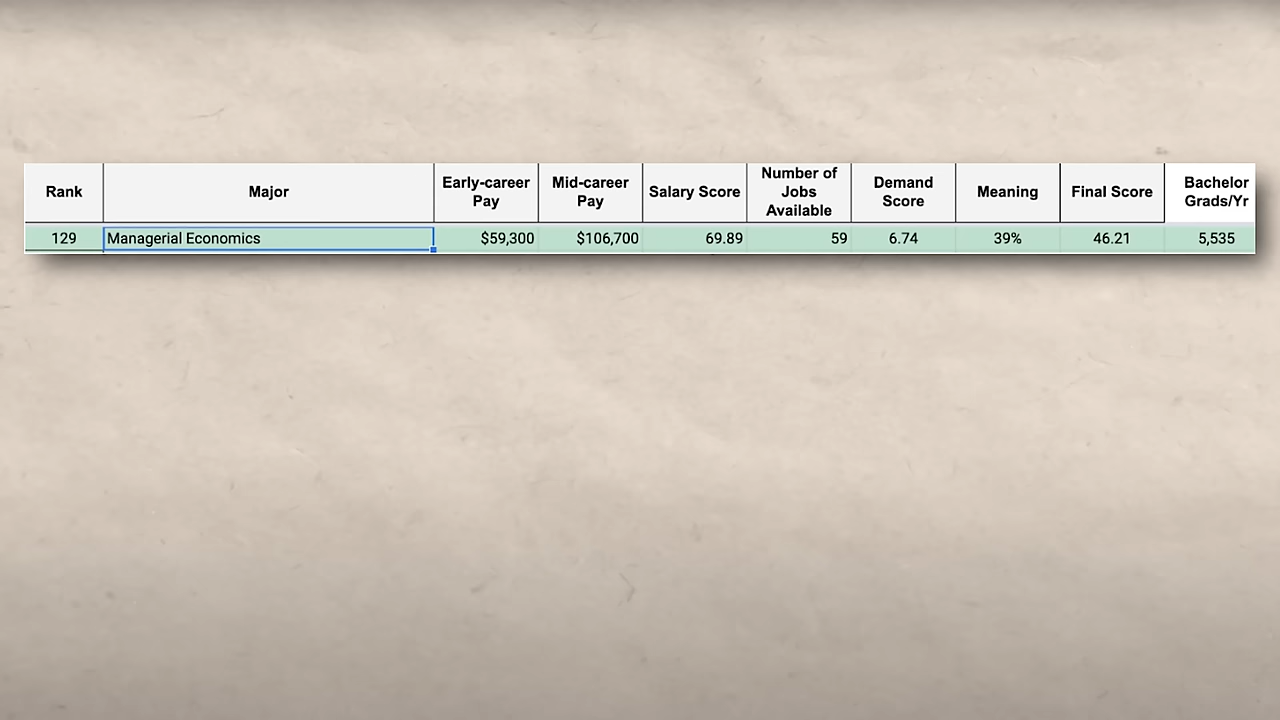 Rank Major Early-career Pay Mid-career Pay Salary Score Number of Jobs Available Demand Score Meaning Final Score Bachelor Grads/Yr
129 Managerial Economics $59,300 $106,700 69.89 59 6.74 39% 46.21 5,535